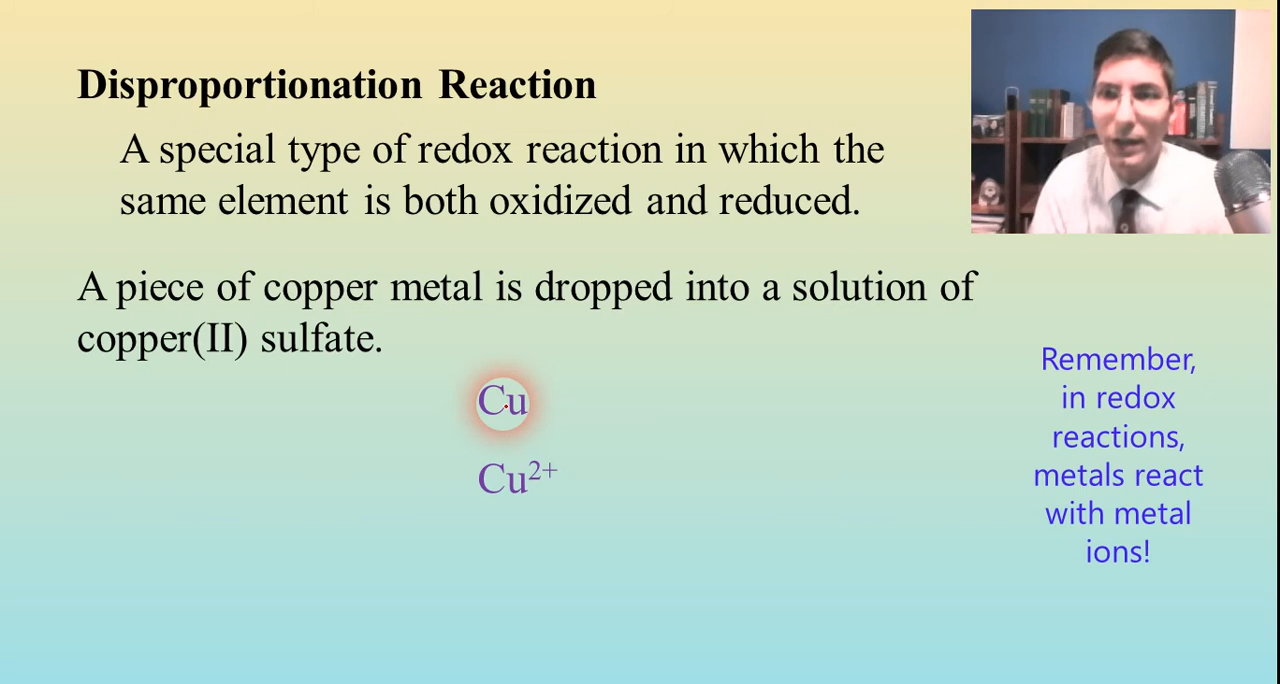 Disproportionation Reaction
A special type of redox reaction in which the
same element is both oxidized and reduced.
A piece of copper metal is dropped into a solution of
copper(II) sulfate.
Cu
Cu²⁺
Remember,
in redox
reactions,
metals react
with metal
ions!